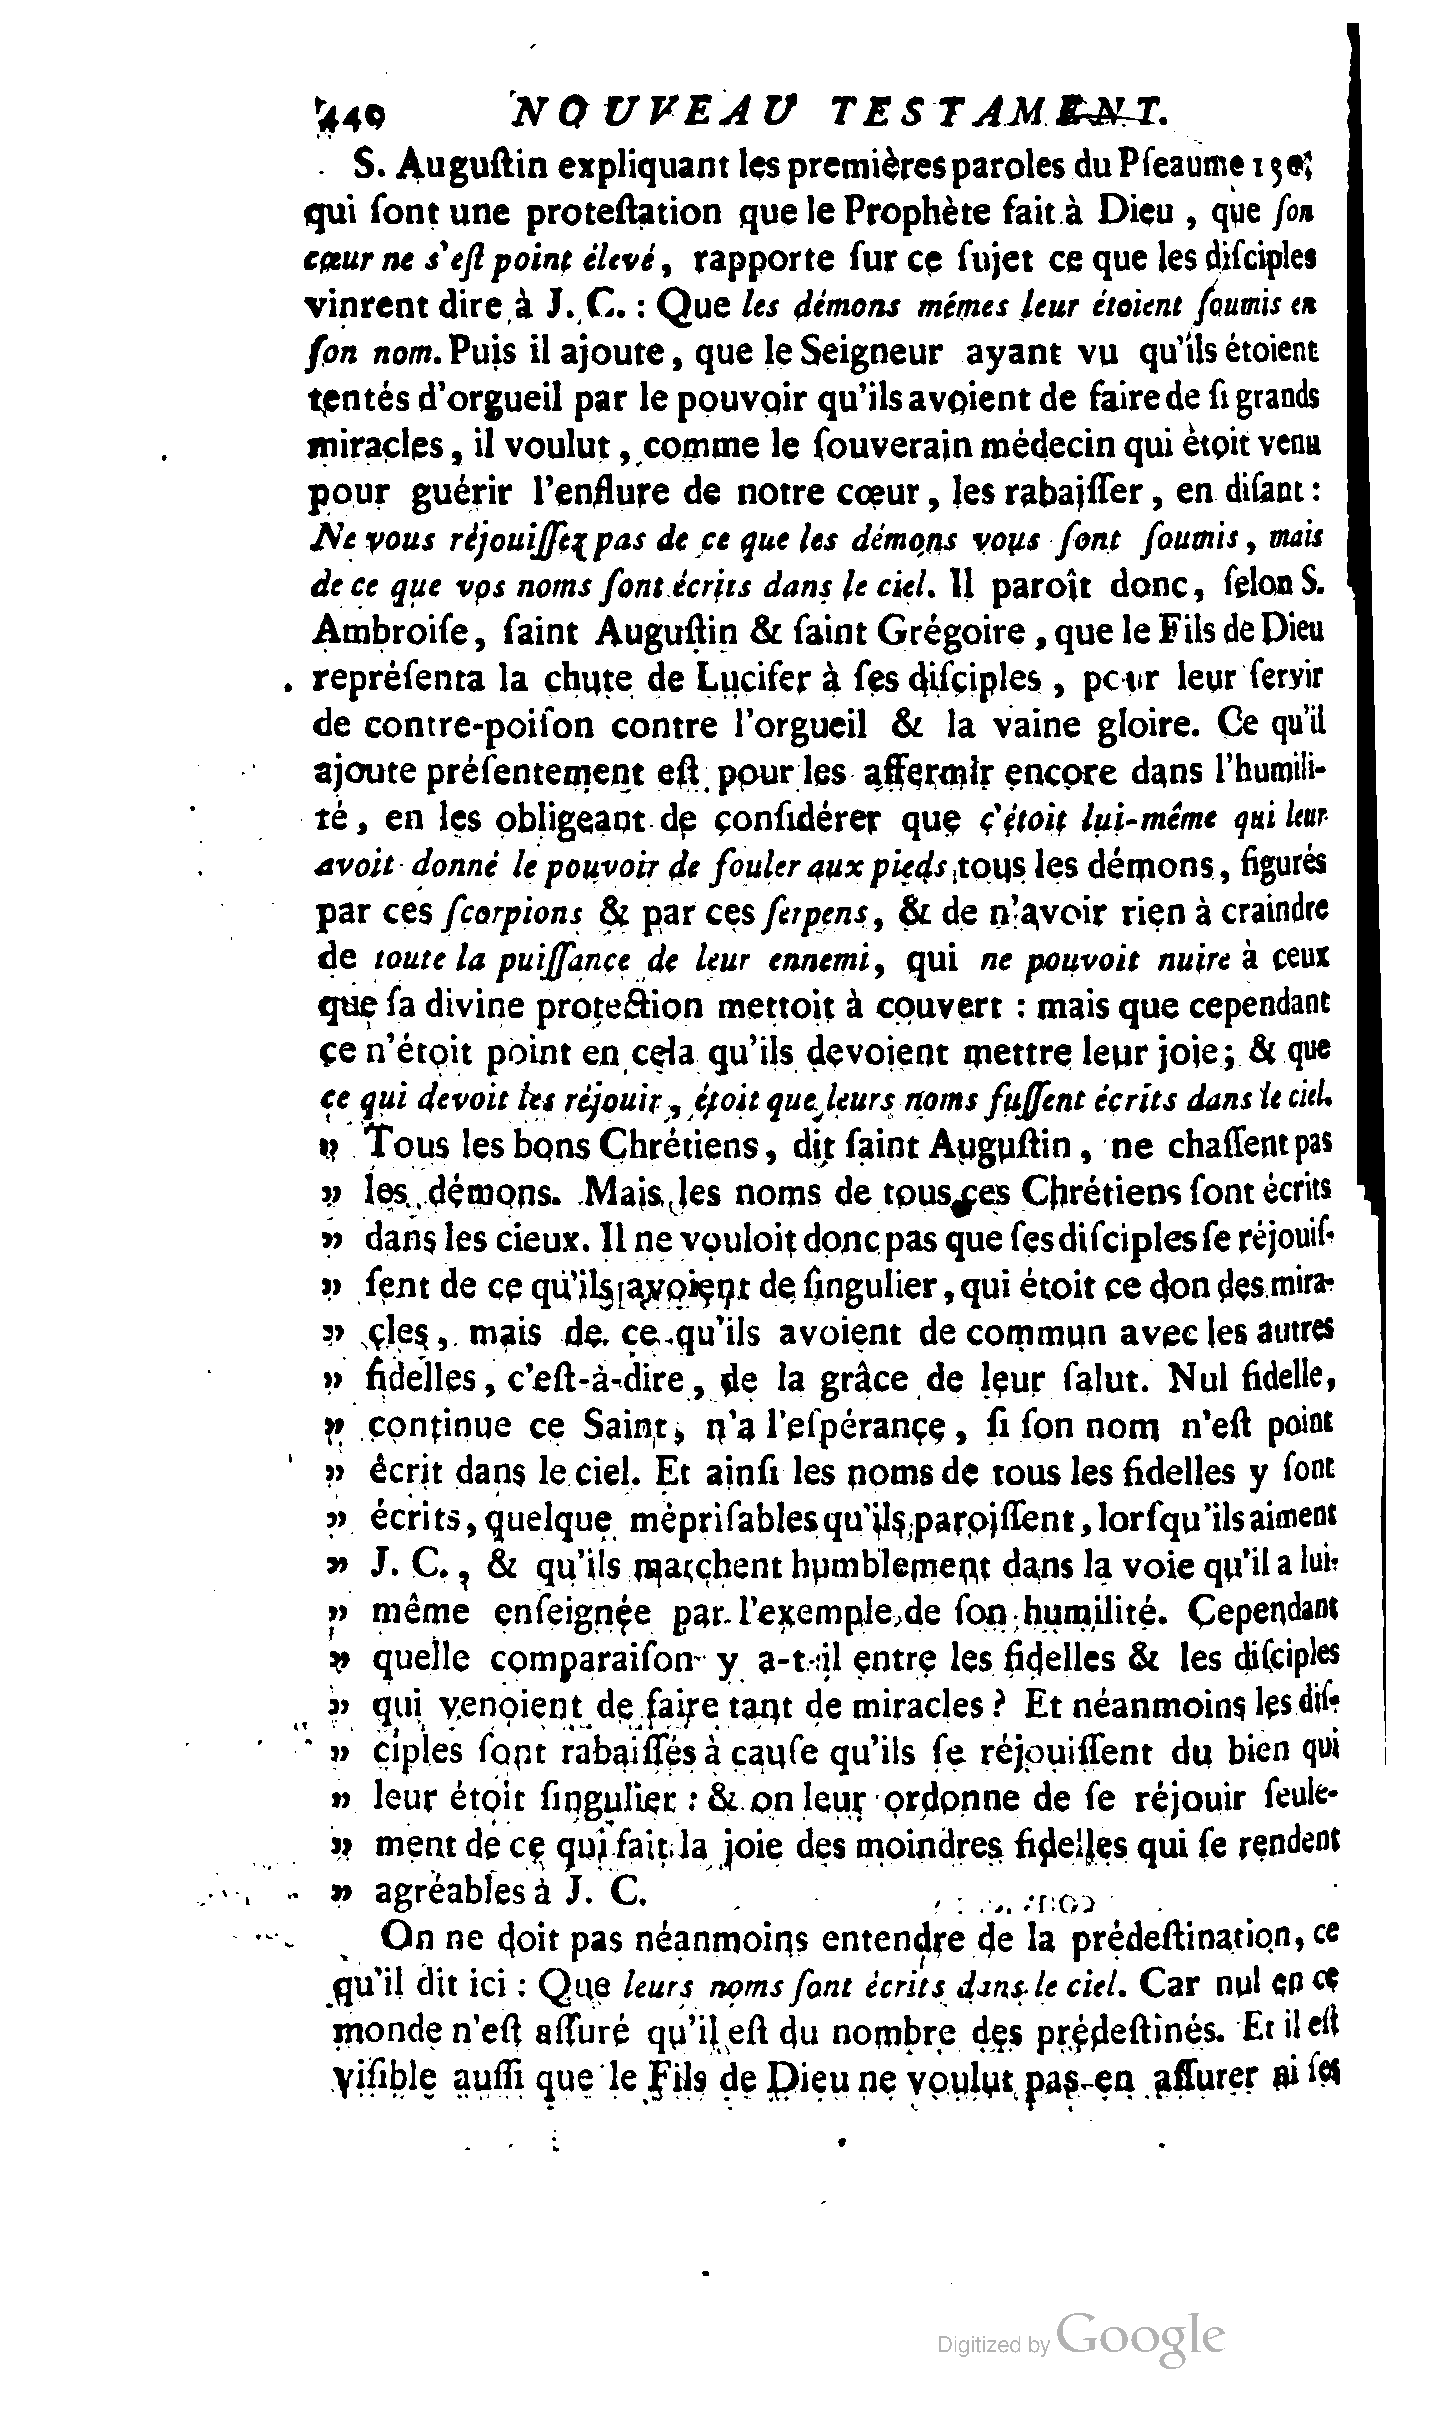 440 NOUVEAU TESTAMENT.
S. Auguſtin expliquant les premières paroles du Pſeaume 130,
qui ſont une proteſtation que le Prophète fait à Dieu, que ſon
cœur ne s'eſt point élevé, rapporte ſur ce ſujet ce que les diſciples
vinrent dire à J. C. : Que les démons mêmes leur étoient ſoumis en
ſon nom. Puis il ajoute, que le Seigneur ayant vu qu'ils étoient
tentés d'orgueil par le pouvoir qu'ils avoient de faire de ſi grands
miracles, il voulut, comme le ſouverain médecin qui étoit venu
pour guérir l'enflure de notre cœur, les rabaiſſer, en diſant :
Ne vous réjouiſſez pas de ce que les démons vous ſont ſoumis, mais
de ce que vos noms ſont écrits dans le ciel. Il paroît donc, ſelon S.
Ambroiſe, ſaint Auguſtin & ſaint Grégoire, que le Fils de Dieu
repréſenta la chute de Lucifer à ſes diſciples, pour leur ſervir
de contre-poiſon contre l'orgueil & la vaine gloire. Ce qu'il
ajoute préſentement eſt pour les affermir encore dans l'humili-
té, en les obligeant de conſidérer que c'étoit lui-même qui leur
avoit donné le pouvoir de fouler aux pieds tous les démons, figurés
par ces ſcorpions & par ces ſerpens, & de n'avoir rien à craindre
de toute la puiſſance de leur ennemi, qui ne pouvoit nuire à ceux
que ſa divine protection mettoit à couvert : mais que cependant
ce n'étoit point en cela qu'ils devoient mettre leur joie ; & que
ce qui devoit les réjouir, étoit que leurs noms fuſſent écrits dans le ciel.
» Tous les bons Chrétiens, dit ſaint Auguſtin, ne chaſſent pas
» les démons. Mais les noms de tous ces Chrétiens ſont écrits
» dans les cieux. Il ne vouloit donc pas que ſes diſciples ſe réjouiſ-
» ſent de ce qu'ils avoient de ſingulier, qui étoit ce don des mira-
» cles, mais de ce qu'ils avoient de commun avec les autres
» fidelles, c'eſt-à-dire, de la grâce de leur ſalut. Nul fidelle,
» continue ce Saint, n'a l'eſpérance, ſi ſon nom n'eſt point
» écrit dans le ciel. Et ainſi les noms de tous les fidelles y ſont
» écrits, quelque mépriſables qu'ils paroiſſent, lorſqu'ils aiment
» J. C., & qu'ils marchent humblement dans la voie qu'il a lui-
» même enſeignée par l'exemple de ſon humilité. Cependant
» quelle comparaiſon y a-t-il entre les fidelles & les diſciples
» qui venoient de faire tant de miracles ? Et néanmoins les diſ-
» ciples ſont rabaiſſés à cauſe qu'ils ſe réjouiſſent du bien qui
» leur étoit ſingulier : & on leur ordonne de ſe réjouir ſeule-
» ment de ce qui fait la joie des moindres fidelles qui ſe rendent
» agréables à J. C.
On ne doit pas néanmoins entendre de la prédeſtination, ce
qu'il dit ici : Que leurs noms ſont écrits dans le ciel. Car nul en ce
monde n'eſt aſſuré qu'il eſt du nombre des prédeſtinés. Et il eſt
viſible auſſi que le Fils de Dieu ne voulut pas en aſſurer ni ſes
Digitized by Google